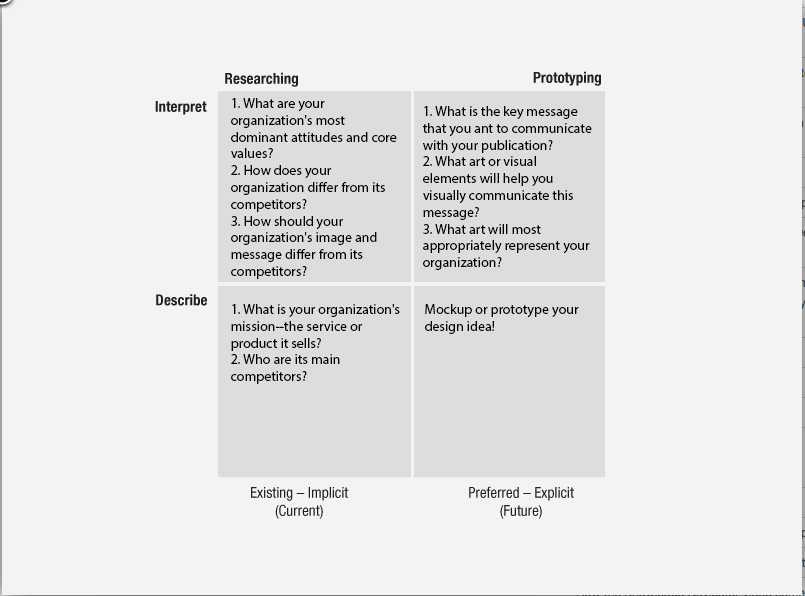 Researching
Prototyping
Interpret
1. What are your
organization's most
dominant attitudes and core
values?
2. How does your
organization differ from its
competitors?
3. How should your
organization's image and
message differ from its
competitors?
1. What is the key message
that you ant to communicate
with your publication?
2. What art or visual
elements will help you
visually communicate this
message?
3. What art will most
appropriately represent your
organization?
Describe
1. What is your organization's
mission--the service or
product it sells?
2. Who are its main
competitors?
Mockup or prototype your
design idea!
Existing – Implicit
(Current)
Preferred – Explicit
(Future)